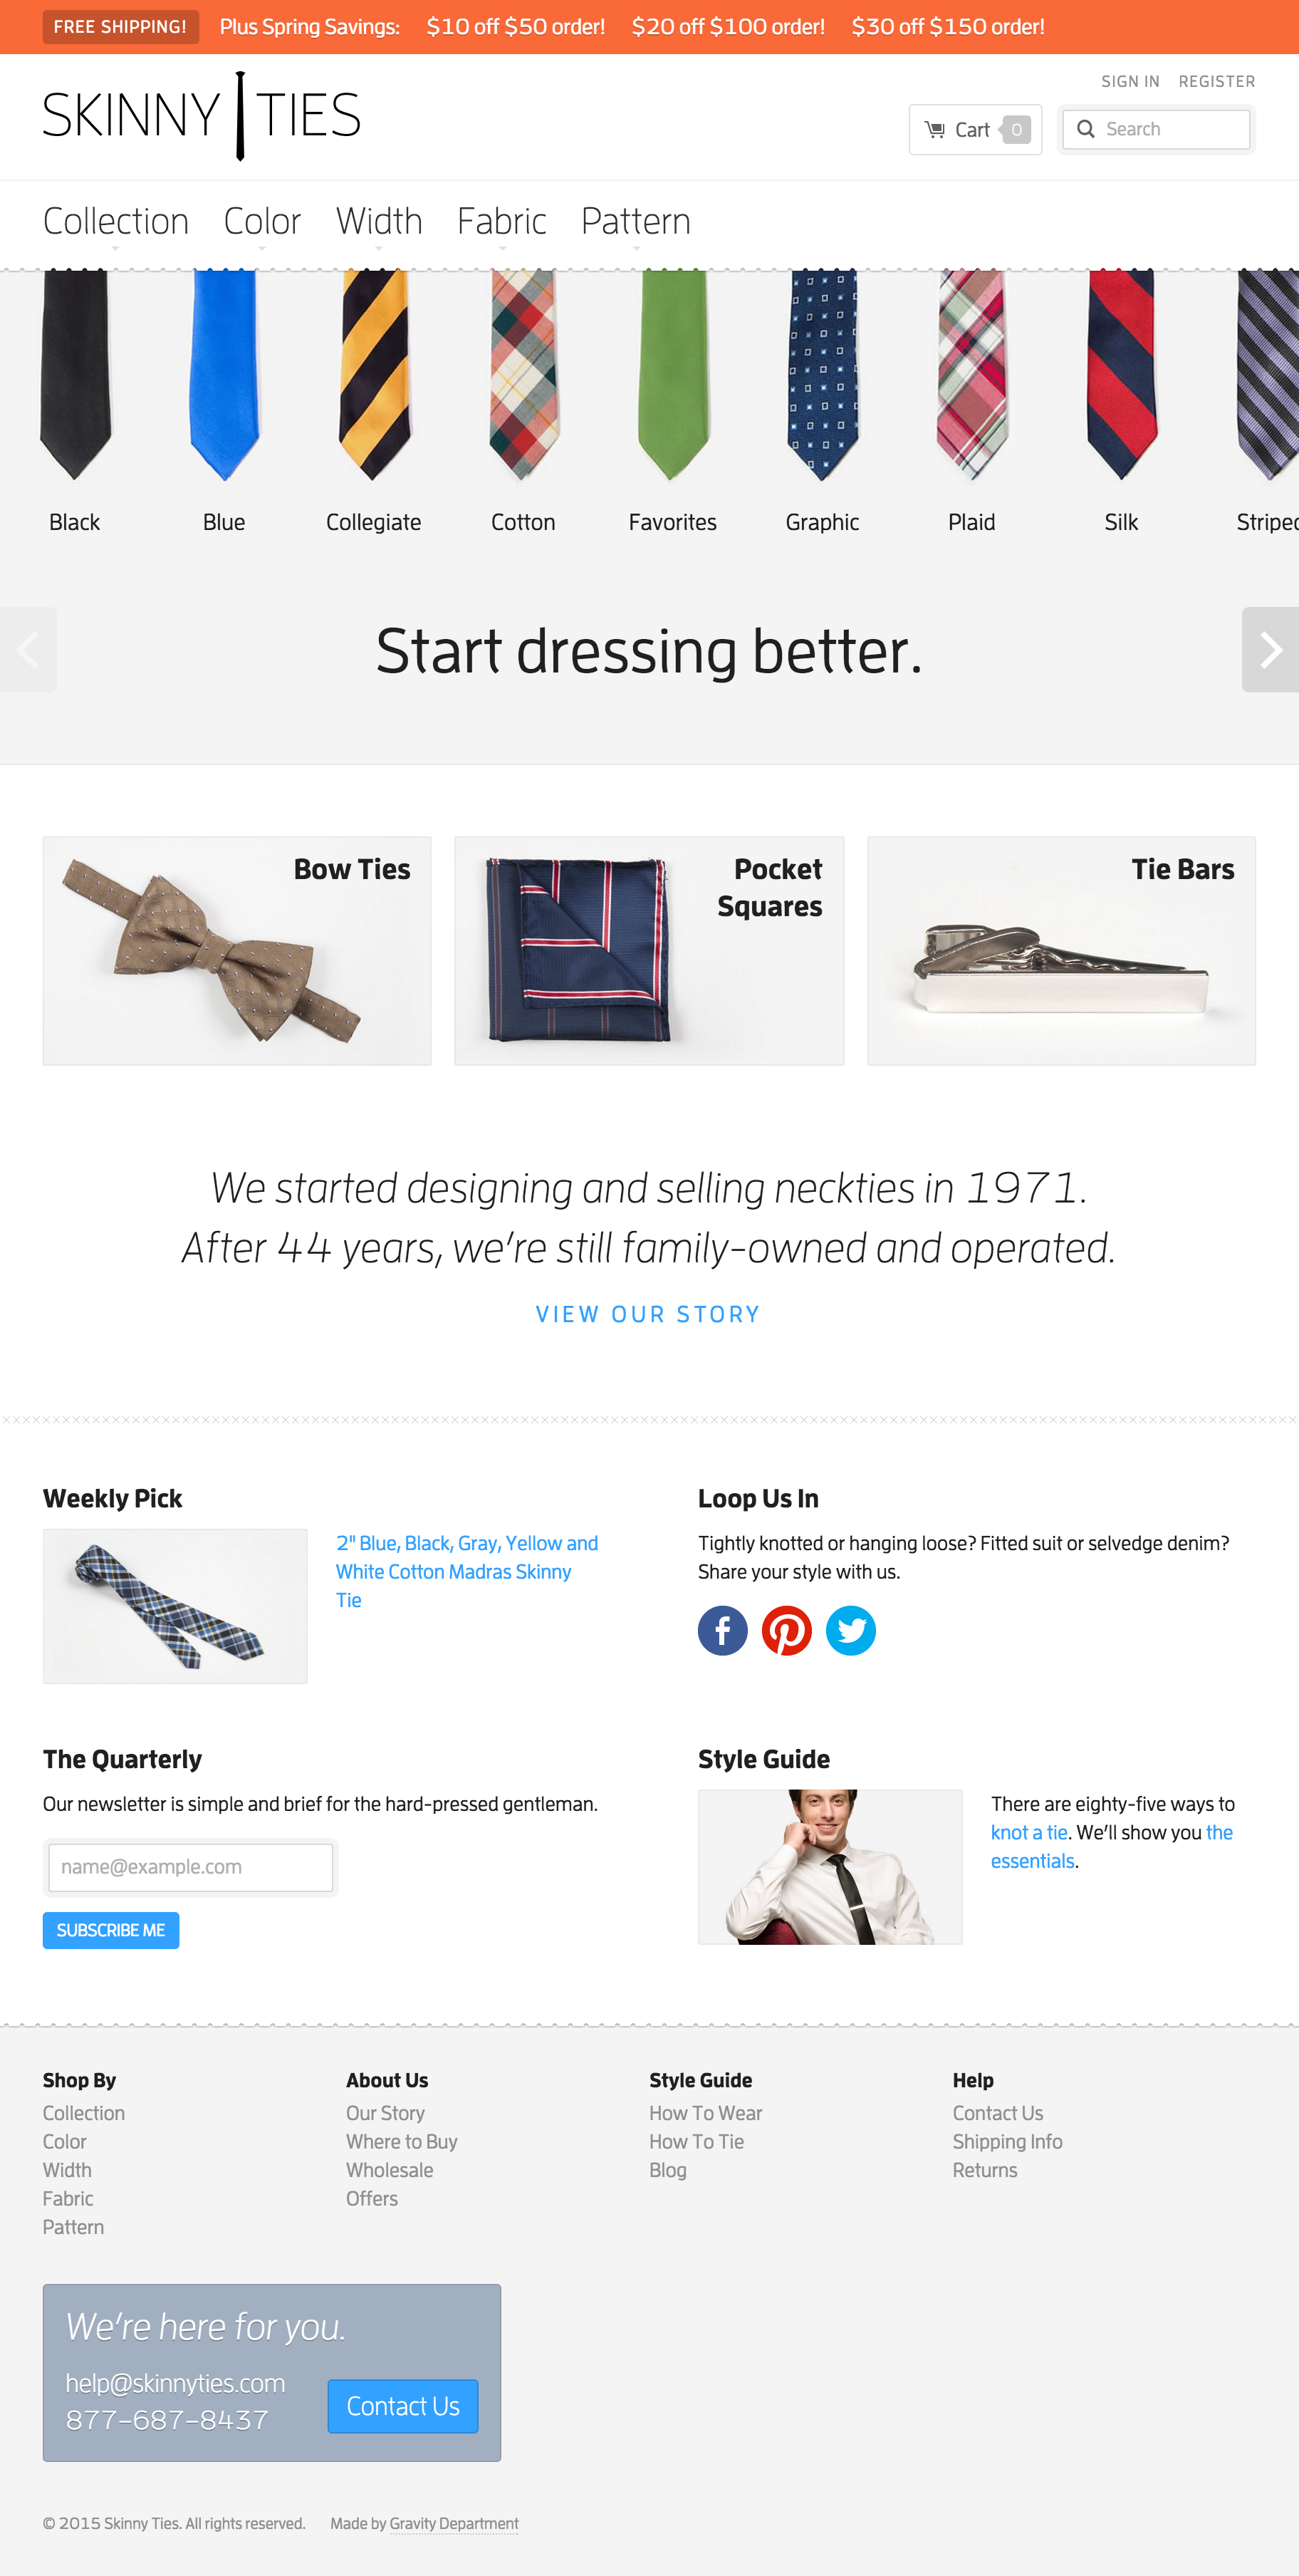 FREE SHIPPING! Plus Spring Savings: $10 off $50 order! $20 off $100 order! $30 off $150 order!
SIGN IN REGISTER
SKINNY TIES
Cart 0
Search
Collection Color Width Fabric Pattern
Black Blue Collegiate Cotton Favorites Graphic Plaid Silk Striped
Start dressing better.
Bow Ties
Pocket
Squares
Tie Bars
We started designing and selling neckties in 1971.
After 44 years, we’re still family-owned and operated.
VIEW OUR STORY
Weekly Pick
2" Blue, Black, Gray, Yellow and
White Cotton Madras Skinny
Tie
Loop Us In
Tightly knotted or hanging loose? Fitted suit or selvedge denim?
Share your style with us.
The Quarterly
Our newsletter is simple and brief for the hard-pressed gentleman.
name@example.com
SUBSCRIBE ME
Style Guide
There are eighty-five ways to
knot a tie. We’ll show you the
essentials.
Shop By
Collection
Color
Width
Fabric
Pattern
About Us
Our Story
Where to Buy
Wholesale
Offers
Style Guide
How To Wear
How To Tie
Blog
Help
Contact Us
Shipping Info
Returns
We’re here for you.
help@skinnyties.com
877-687-8437
Contact Us
© 2015 Skinny Ties. All rights reserved. Made by Gravity Department